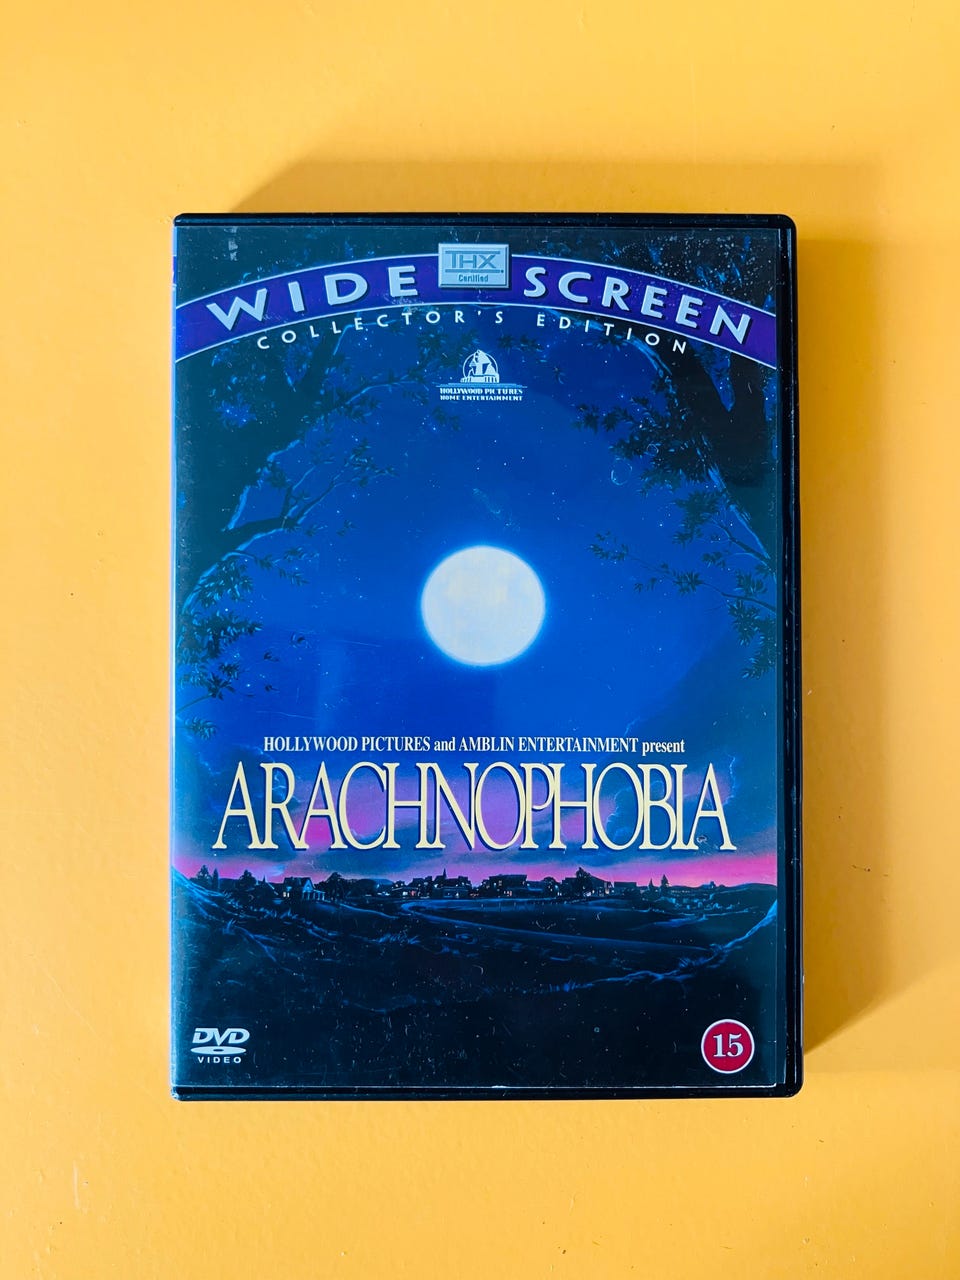 THX
Certified
WIDE SCREEN
COLLECTOR'S EDITION
HOLLYWOOD PICTURES
HOME ENTERTAINMENT
HOLLYWOOD PICTURES and AMBLIN ENTERTAINMENT present
ARACHNOPHOBIA
DVD
VIDEO
15